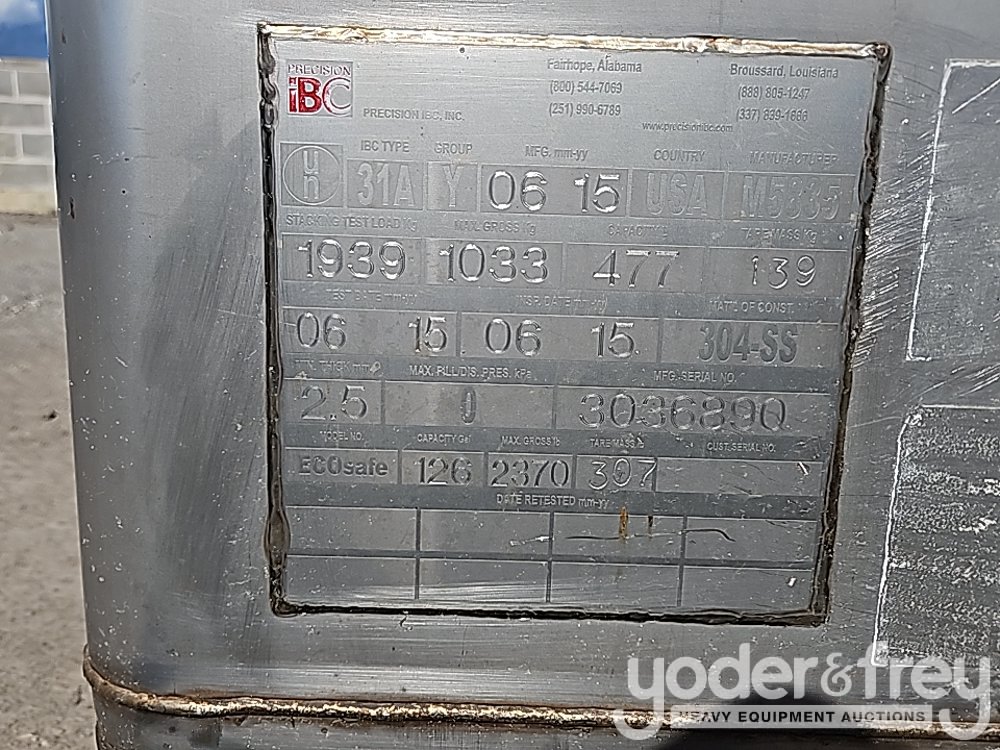 PRECISION
IBC
PRECISION IBC, INC.
Fairhope, Alabama
(800) 544-7069
(251) 990-6789
Broussard, Louisiana
(888) 805-1247
(337) 839-1666
www.precisionibc.com
IBC TYPE GROUP MFG. mm-yy COUNTRY MANUFACTURER
un 31A Y 06 15 USA M5335
STACKING TEST LOAD Kg MAX. GROSS Kg CAPACITY L TARE MASS Kg
1939 1033 477 139
TEST DATE mm-yy INSP. DATE mm-yy MAT'L OF CONST.
06 15 06 15 304-SS
MIN. THICK mm MAX. FILL/DIS. PRES. kPa MFG. SERIAL NO.
2.5 0 3036890
MODEL NO. CAPACITY Gal MAX. GROSS lb TARE MASS lb CUST. SERIAL NO.
ECOsafe 126 2370 307
DATE RETESTED mm-yy
yoder&frey
HEAVY EQUIPMENT AUCTIONS